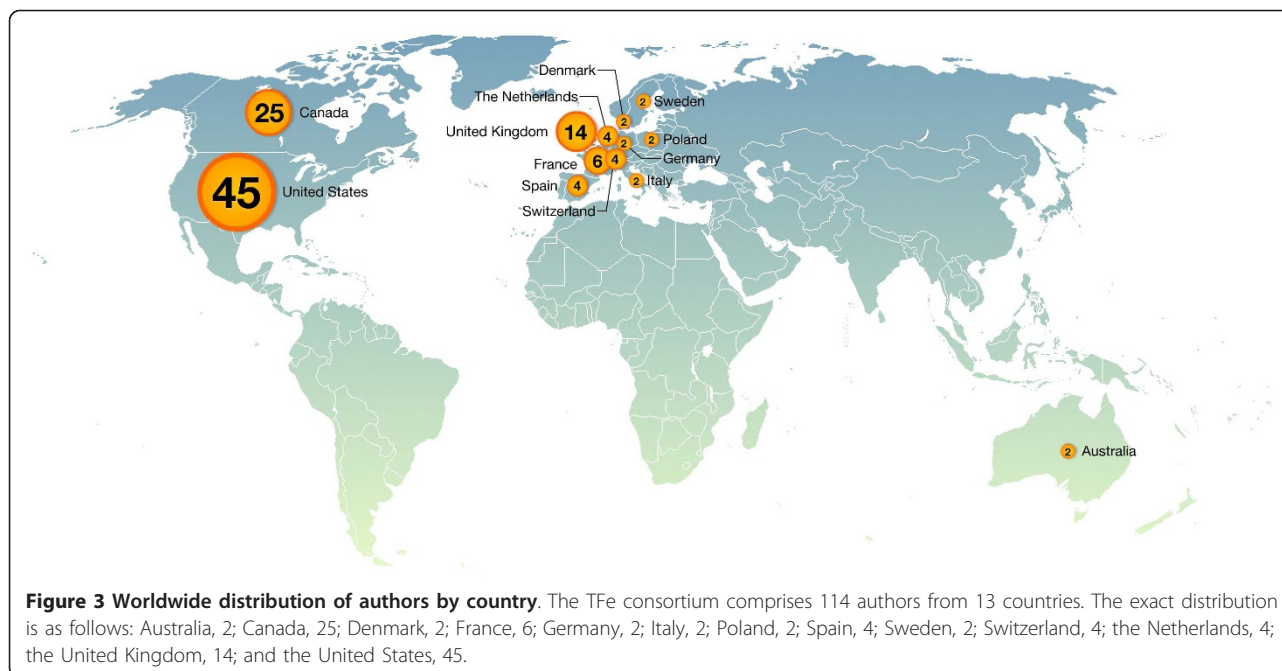 Denmark
2 Sweden
The Netherlands
25 Canada
2
United Kingdom 14
4
2 Poland
2
Germany
France 6
4
45 United States
Spain 4
2 Italy
Switzerland
2 Australia
Figure 3 Worldwide distribution of authors by country. The TFe consortium comprises 114 authors from 13 countries. The exact distribution
is as follows: Australia, 2; Canada, 25; Denmark, 2; France, 6; Germany, 2; Italy, 2; Poland, 2; Spain, 4; Sweden, 2; Switzerland, 4; the Netherlands, 4;
the United Kingdom, 14; and the United States, 45.